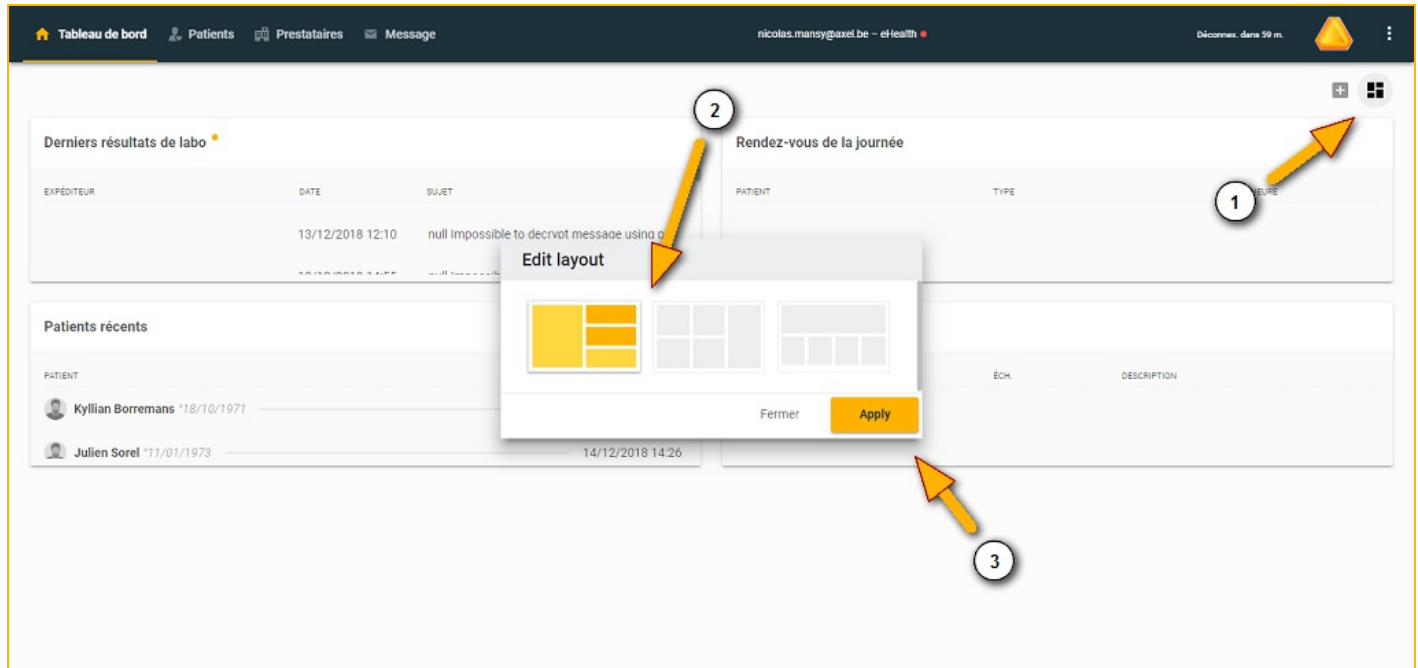 Tableau de bord Patients Prestataires Message nicolas.mansy@axel.be – eHealth Déconnex. dans 59 m.
2
Derniers résultats de labo Rendez-vous de la journée
EXPÉDITEUR DATE SUJET PATIENT TYPE
1
13/12/2018 12:10 null Impossible to decrypt message using p
Edit layout
Patients récents
PATIENT ÉCH. DESCRIPTION
Kyllian Borremans °18/10/1971
Fermer Apply
Julien Sorel °11/01/1973 14/12/2018 14:26
3